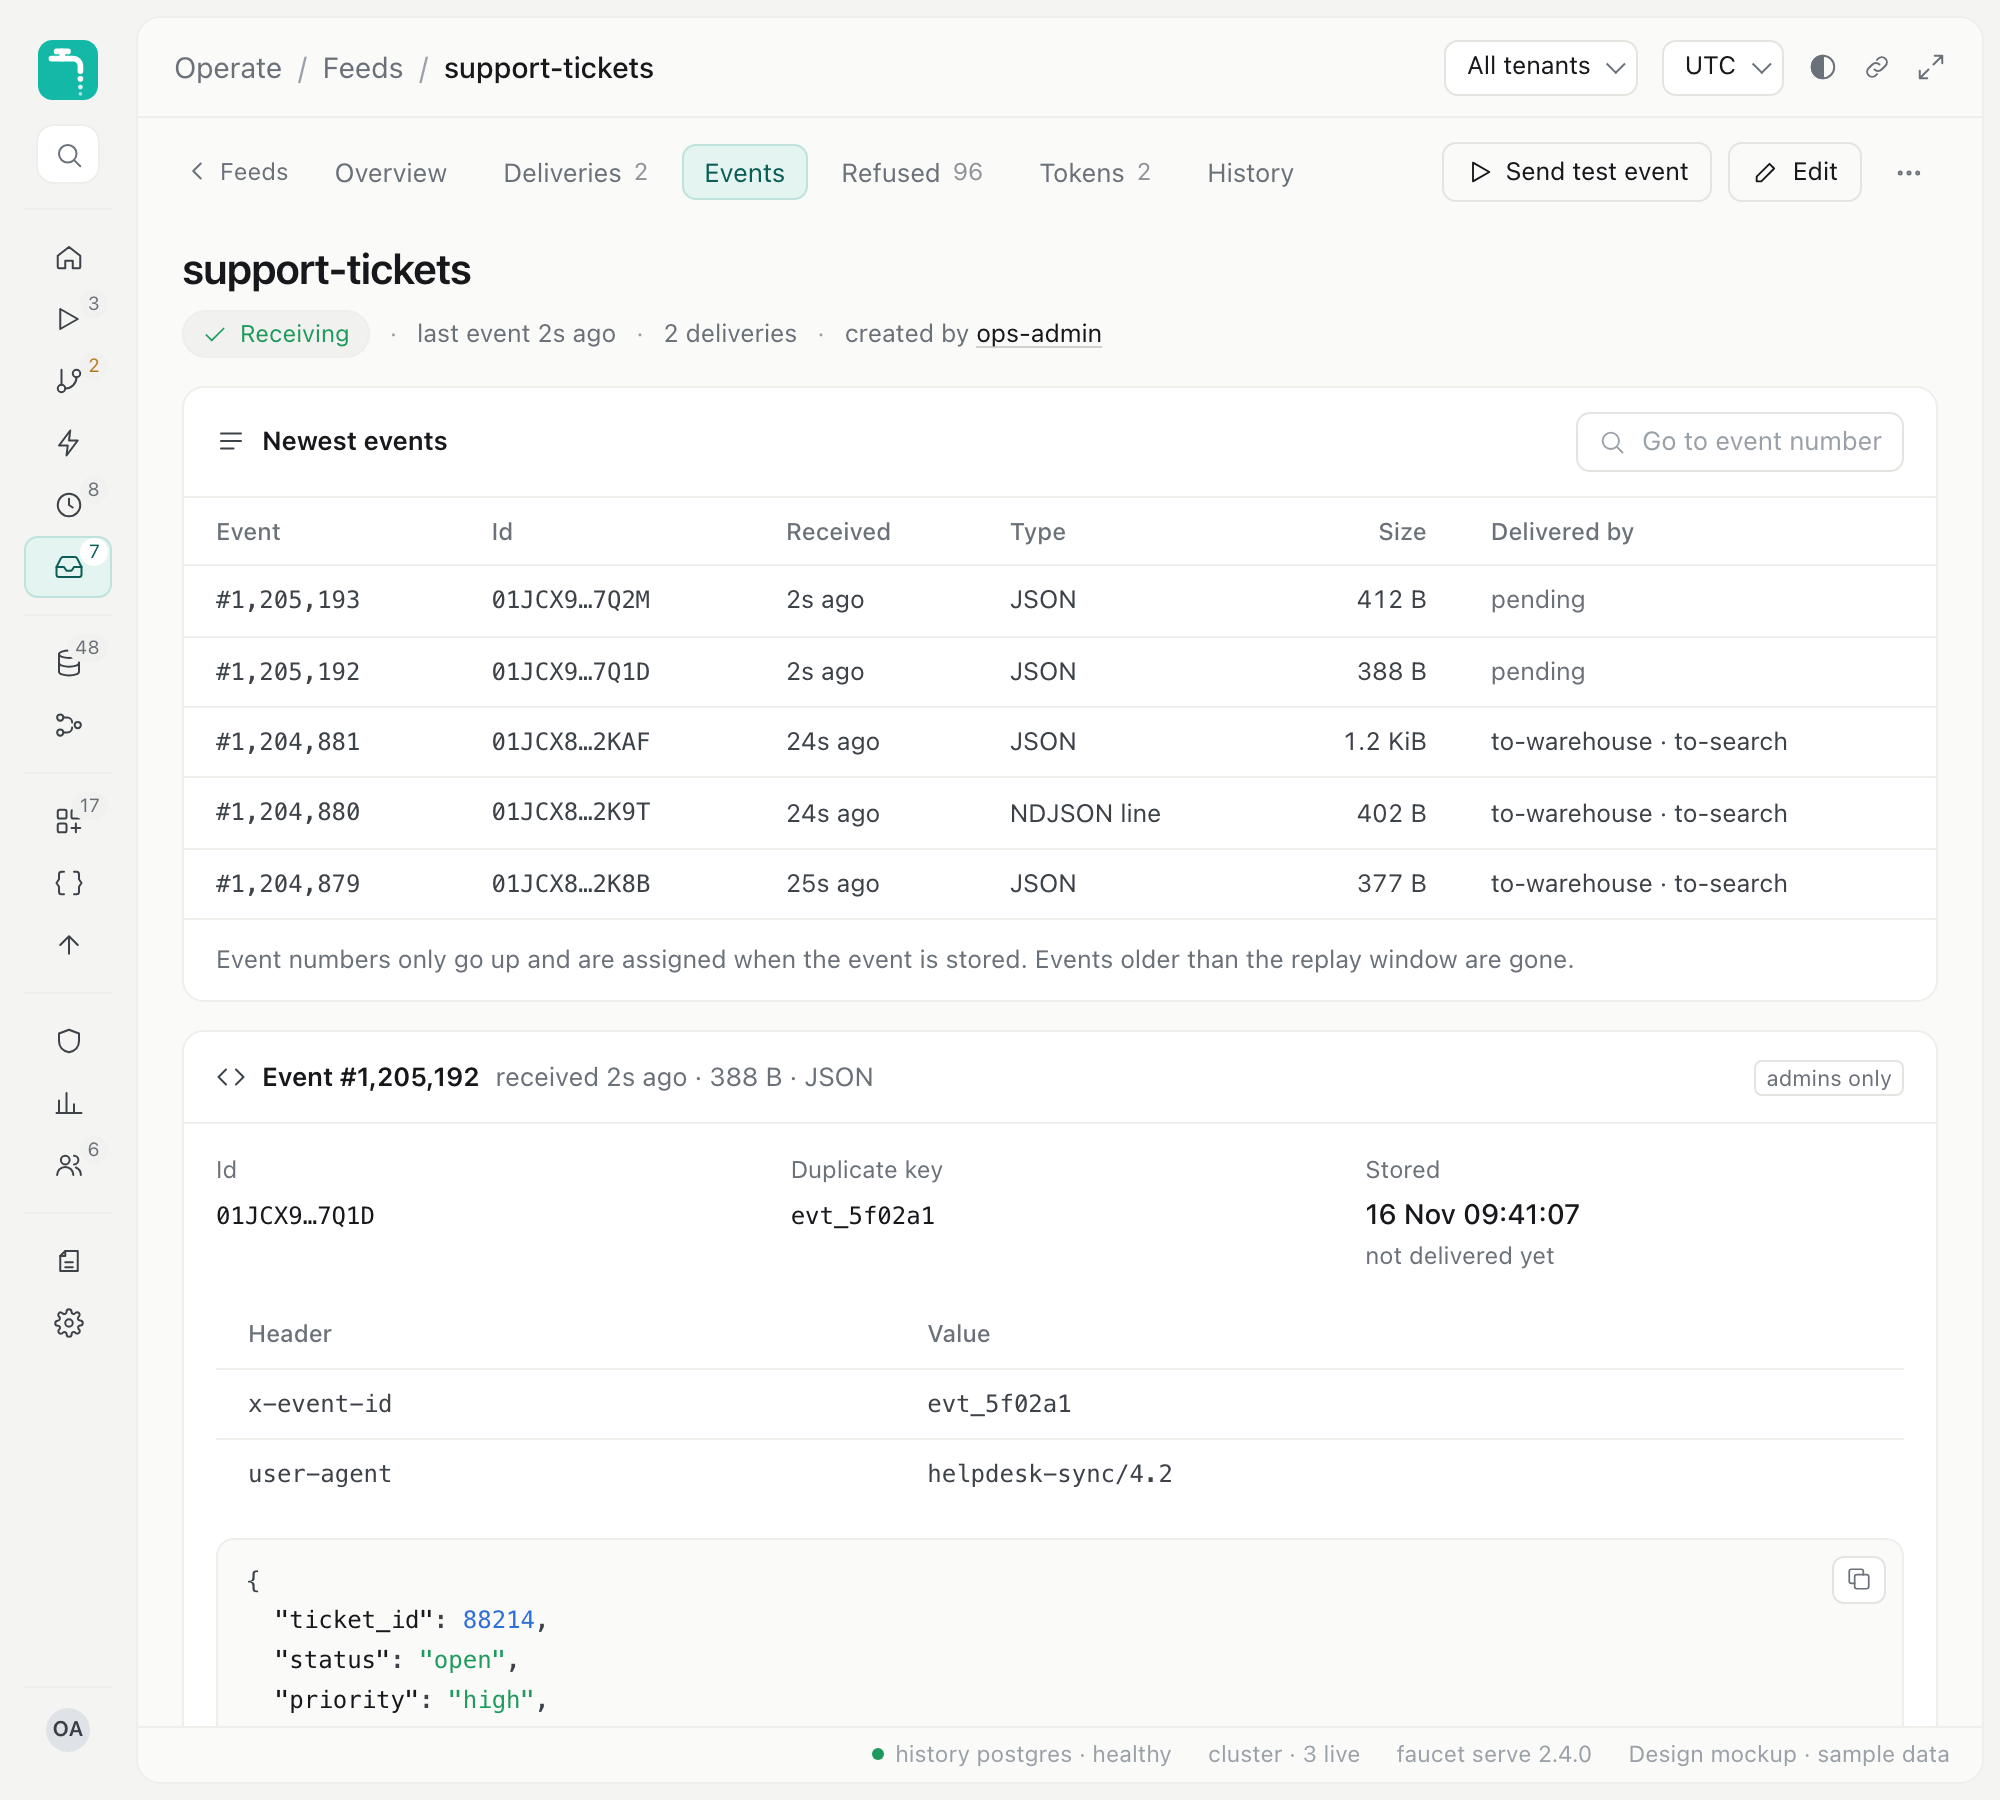 Operate / Feeds / support-tickets
All tenants
UTC
Feeds
Overview
Deliveries 2
Events
Refused 96
Tokens 2
History
Send test event
Edit
3
2
8
7
48
17
6
OA
support-tickets
Receiving · last event 2s ago · 2 deliveries · created by ops-admin
Newest events
Go to event number
Event Id Received Type Size Delivered by
#1,205,193 01JCX9…7Q2M 2s ago JSON 412 B pending
#1,205,192 01JCX9…7Q1D 2s ago JSON 388 B pending
#1,204,881 01JCX8…2KAF 24s ago JSON 1.2 KiB to-warehouse · to-search
#1,204,880 01JCX8…2K9T 24s ago NDJSON line 402 B to-warehouse · to-search
#1,204,879 01JCX8…2K8B 25s ago JSON 377 B to-warehouse · to-search
Event numbers only go up and are assigned when the event is stored. Events older than the replay window are gone.
Event #1,205,192 received 2s ago · 388 B · JSON
admins only
Id Duplicate key Stored
01JCX9…7Q1D evt_5f02a1 16 Nov 09:41:07
not delivered yet
Header Value
x-event-id evt_5f02a1
user-agent helpdesk-sync/4.2
{
"ticket_id": 88214,
"status": "open",
"priority": "high",
history postgres · healthy
cluster · 3 live
faucet serve 2.4.0
Design mockup · sample data